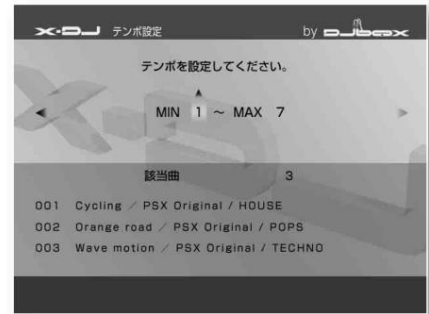 X-DJ テンポ設定 by DJbox
テンポを設定してください。
MIN 1 ～ MAX 7
該当曲 3
001 Cycling / PSX Original / HOUSE
002 Orange road / PSX Original / POPS
003 Wave motion / PSX Original / TECHNO